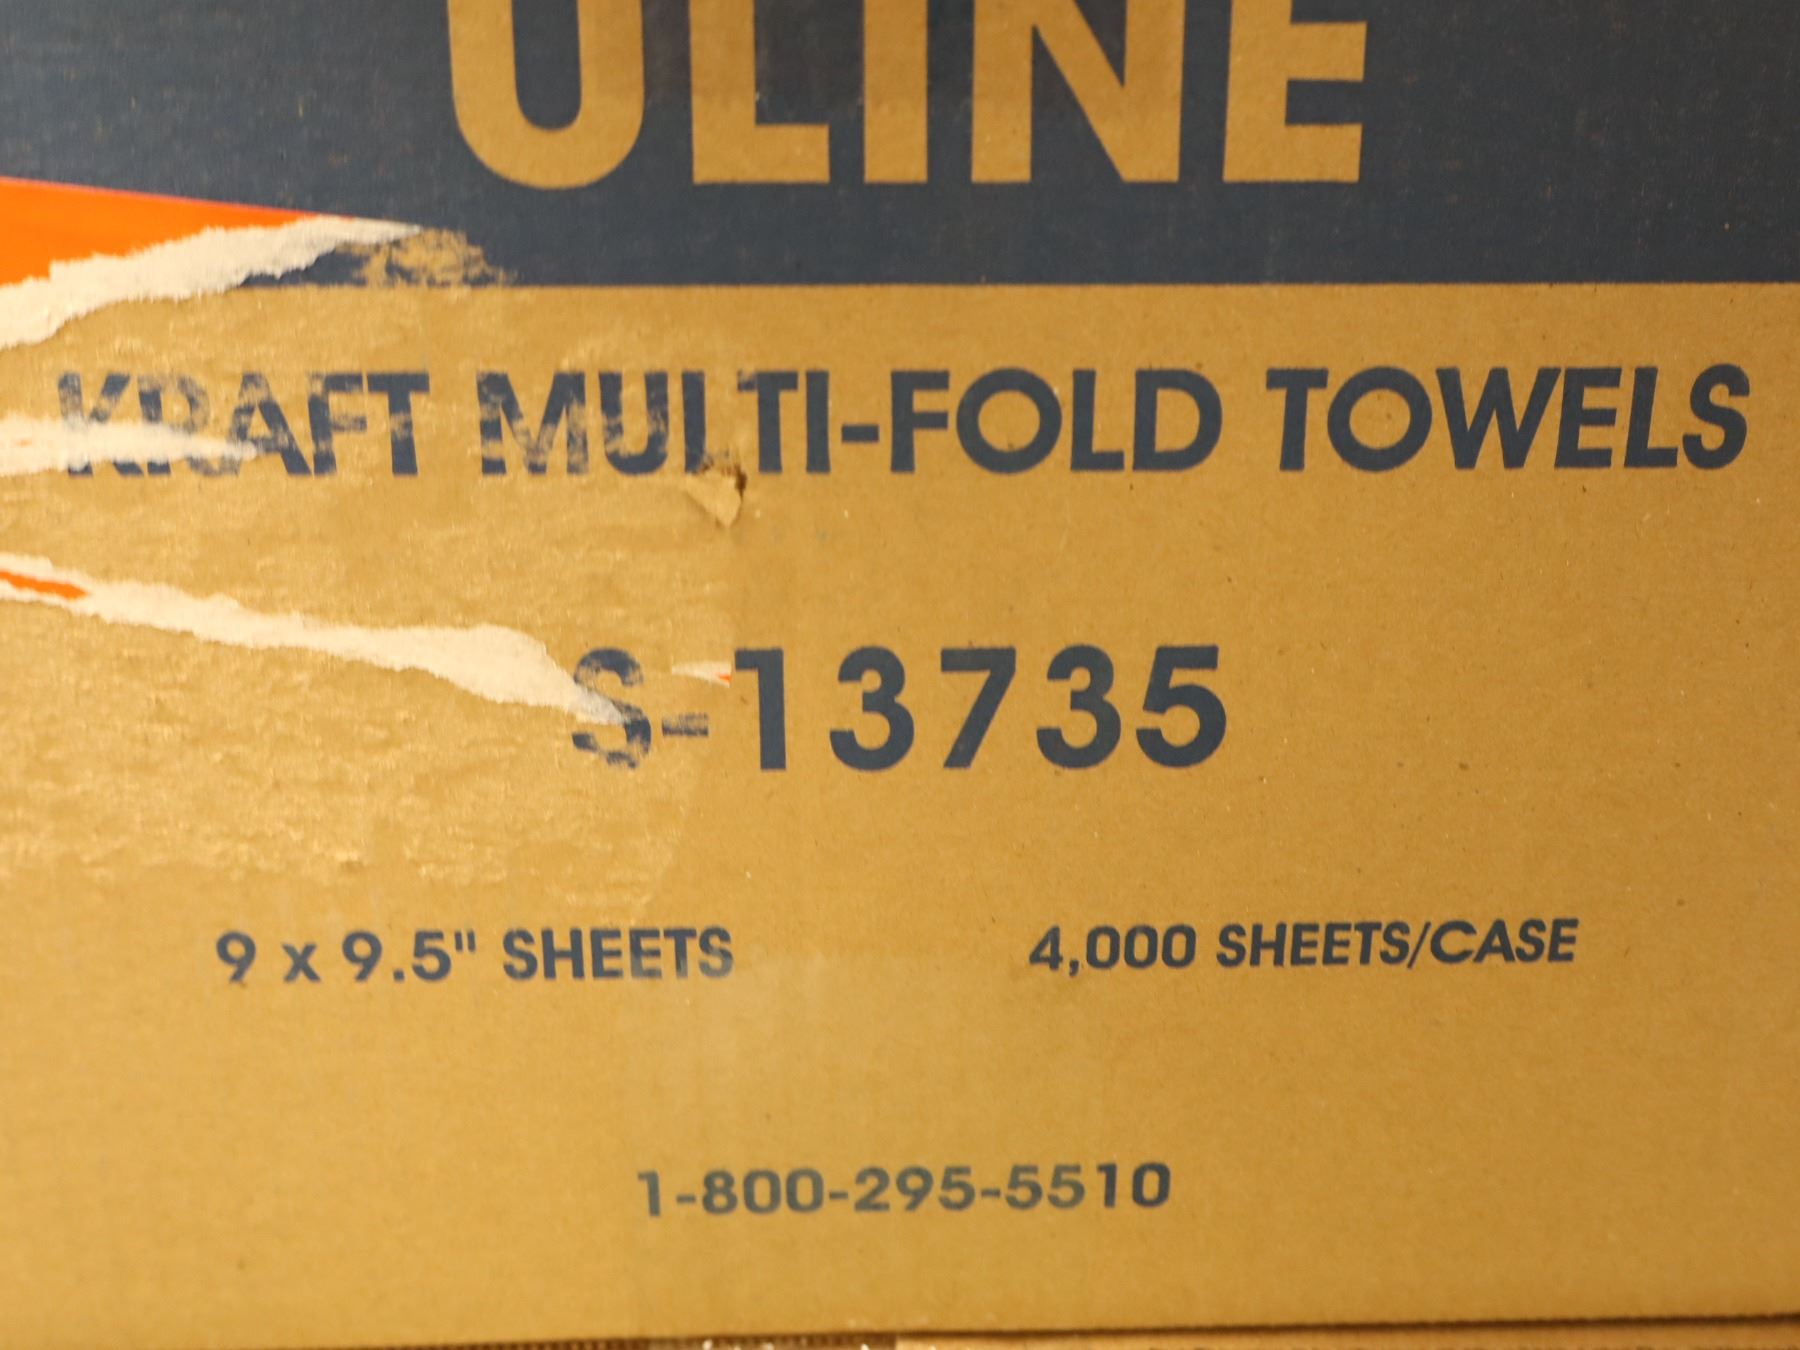 ULINE
KRAFT MULTI-FOLD TOWELS
S-13735
9 x 9.5" SHEETS
4,000 SHEETS/CASE
1-800-295-5510